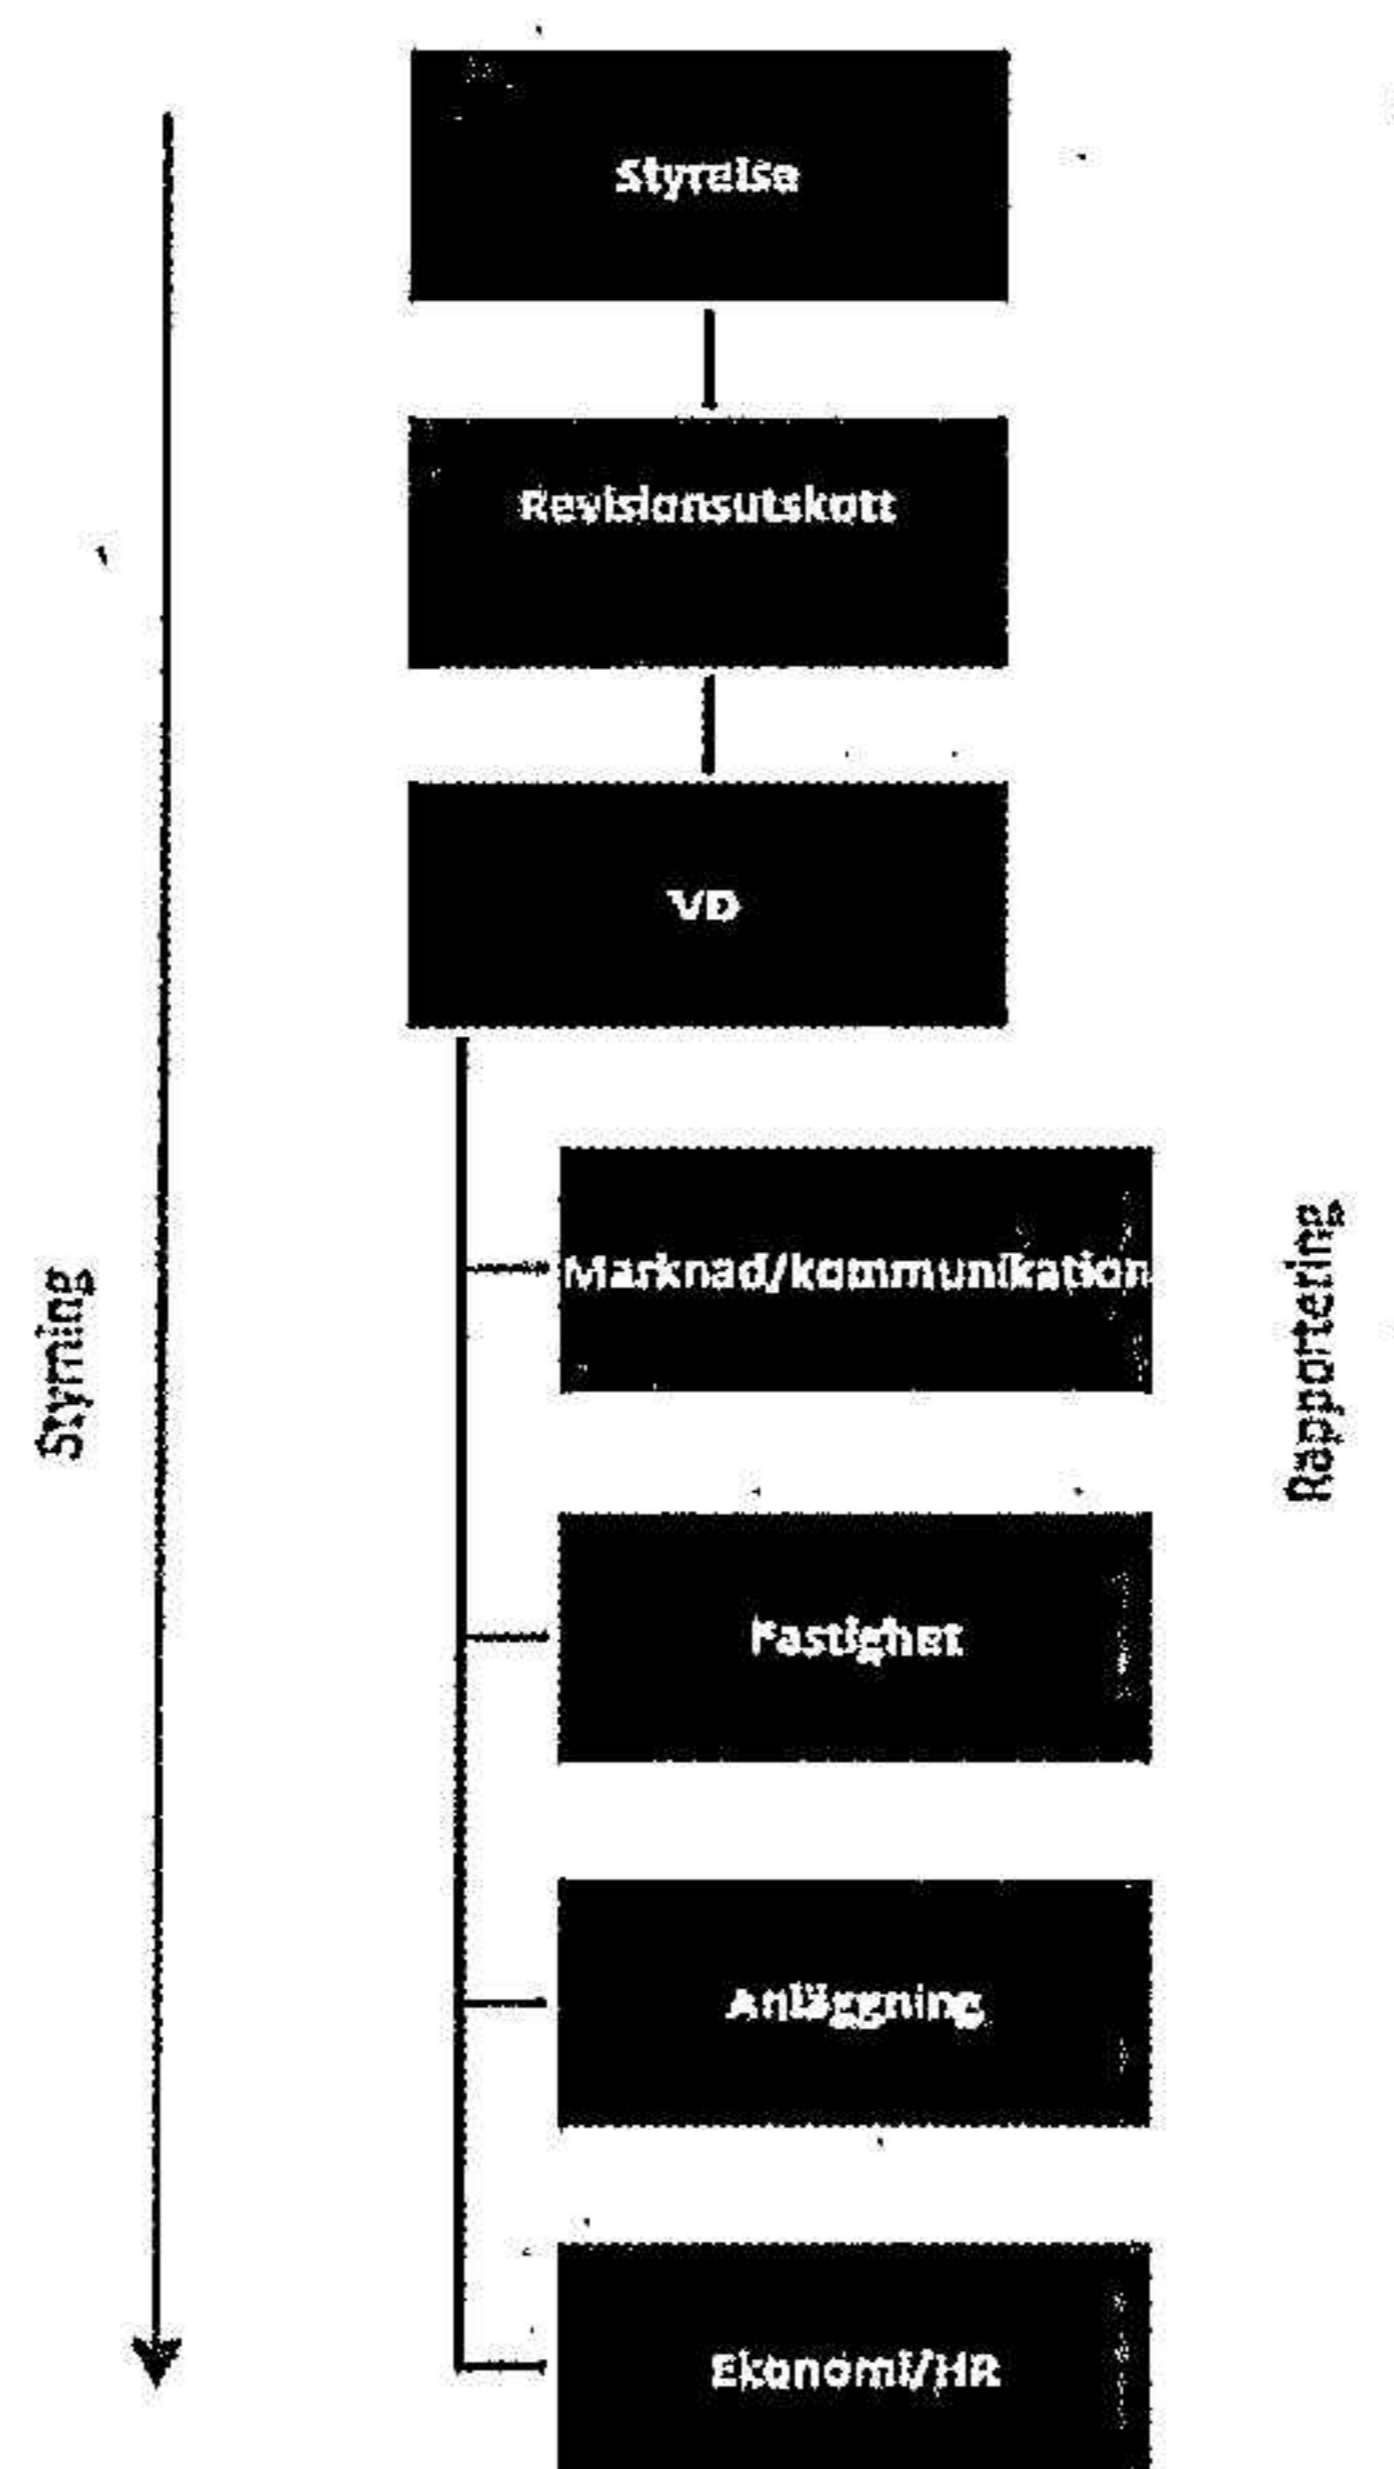 Styrelse
Revisionsutskott
VD
Marknad/kommunikation
Styrning
Rapportering
Fastighet
Anläggning
Ekonomi/HR